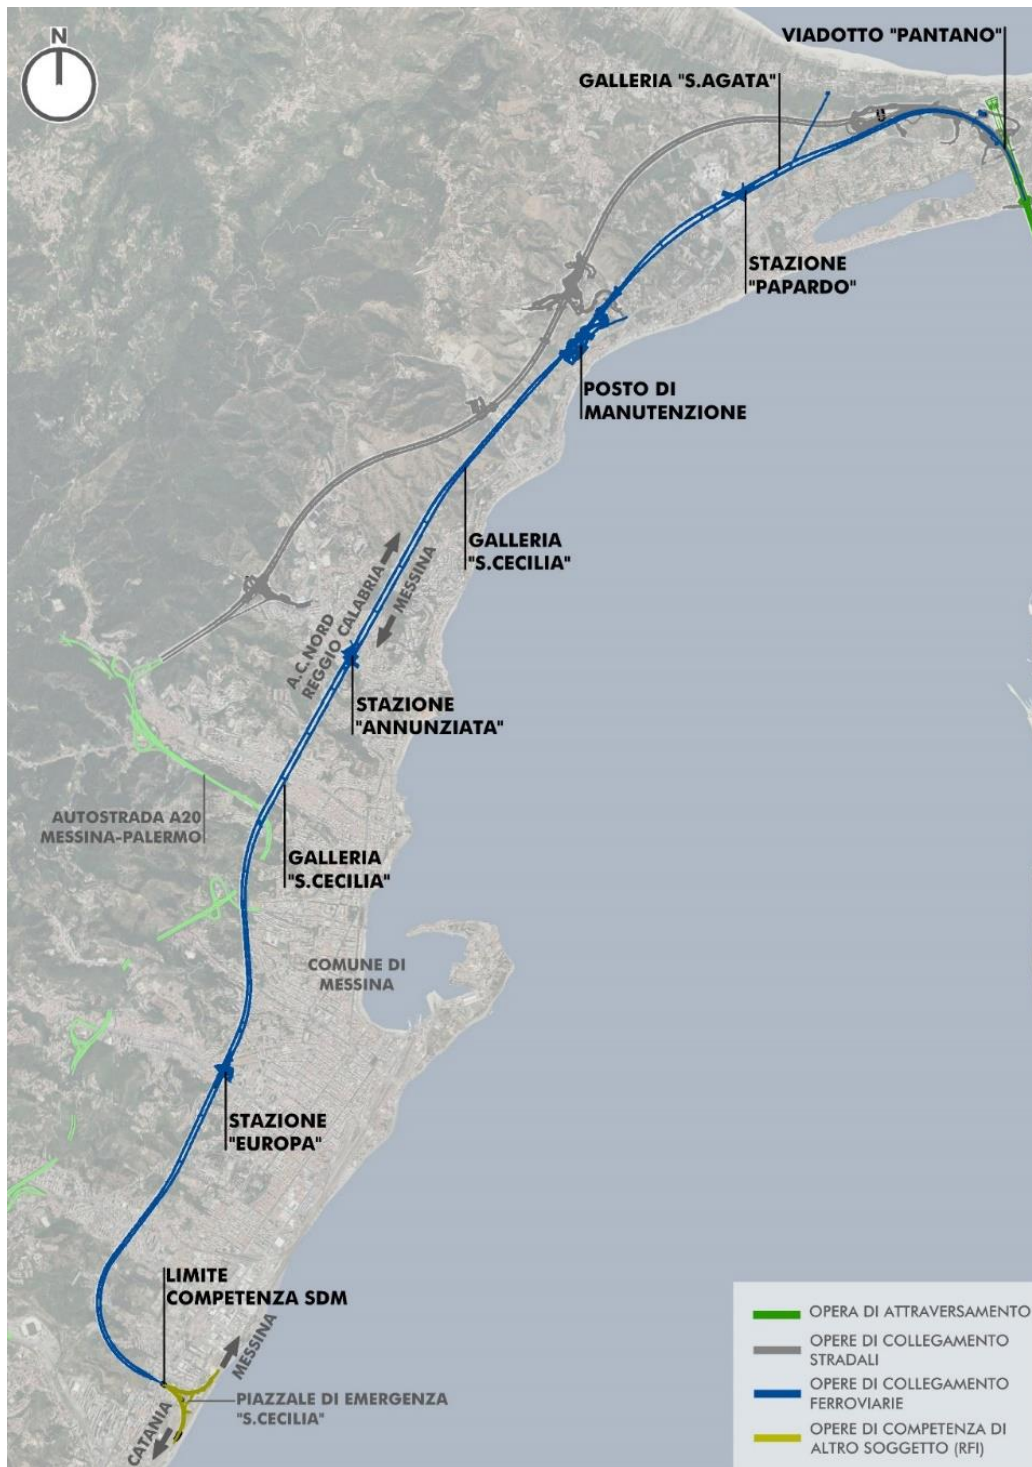 N
VIADOTTO "PANTANO"
GALLERIA "S.AGATA"
STAZIONE
"PAPARDO"
POSTO DI
MANUTENZIONE
GALLERIA
"S.CECILIA"
A.C.NORD
REGGIO CALABRIA
MESSINA
STAZIONE
"ANNUNZIATA"
AUTOSTRADA A20
MESSINA-PALERMO
GALLERIA
"S.CECILIA"
COMUNE DI
MESSINA
STAZIONE
"EUROPA"
LIMITE
COMPETENZA SDM
MESSINA
PIAZZALE DI EMERGENZA
"S.CECILIA"
CATANIA
OPERA DI ATTRAVERSAMENTO
OPERE DI COLLEGAMENTO
STRADALI
OPERE DI COLLEGAMENTO
FERROVIARIE
OPERE DI COMPETENZA DI
ALTRO SOGGETTO (RFI)